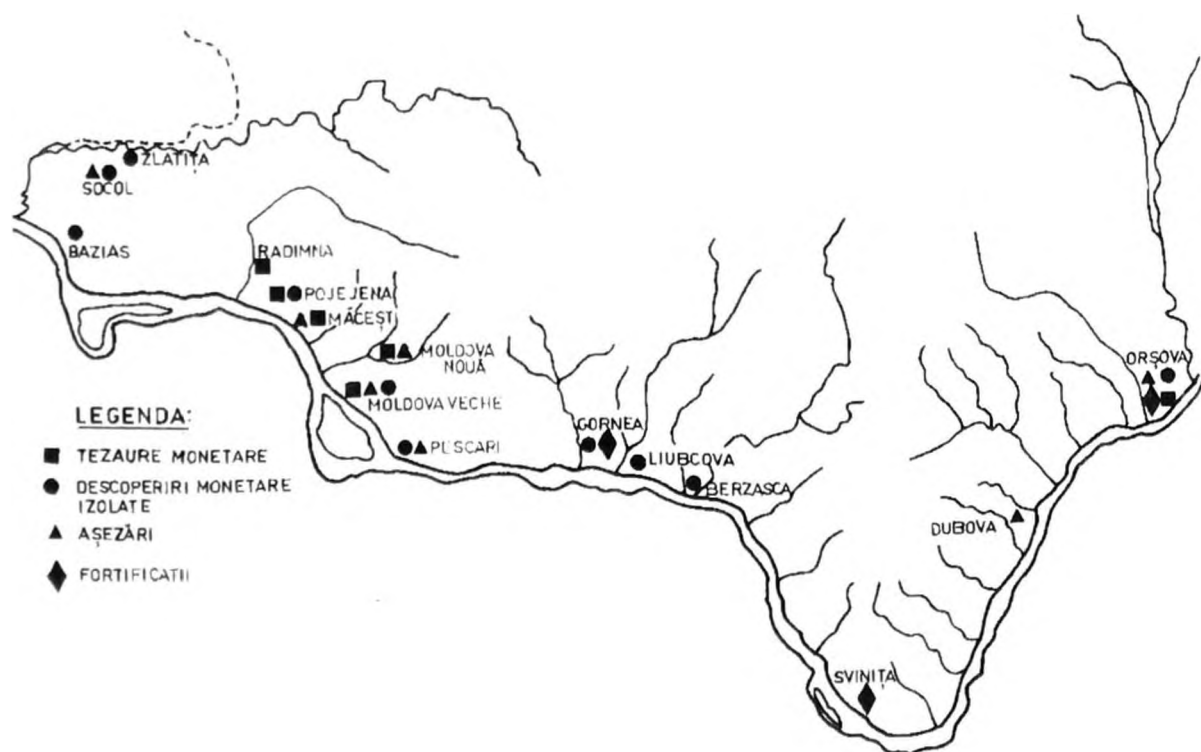 ZLATIȚA
SOCOL
BAZIAS
RADIMNA
POJEJENA
MĂCEȘTI
MOLDOVA
NOUĂ
MOLDOVA VECHE
PESCARI
GORNEA
LIUBCOVA
BERZASCA
ORȘOVA
DUBOVA
SVINIȚA
LEGENDA:
TEZAURE MONETARE
DESCOPERIRI MONETARE
IZOLATE
AȘEZĂRI
FORTIFICATII